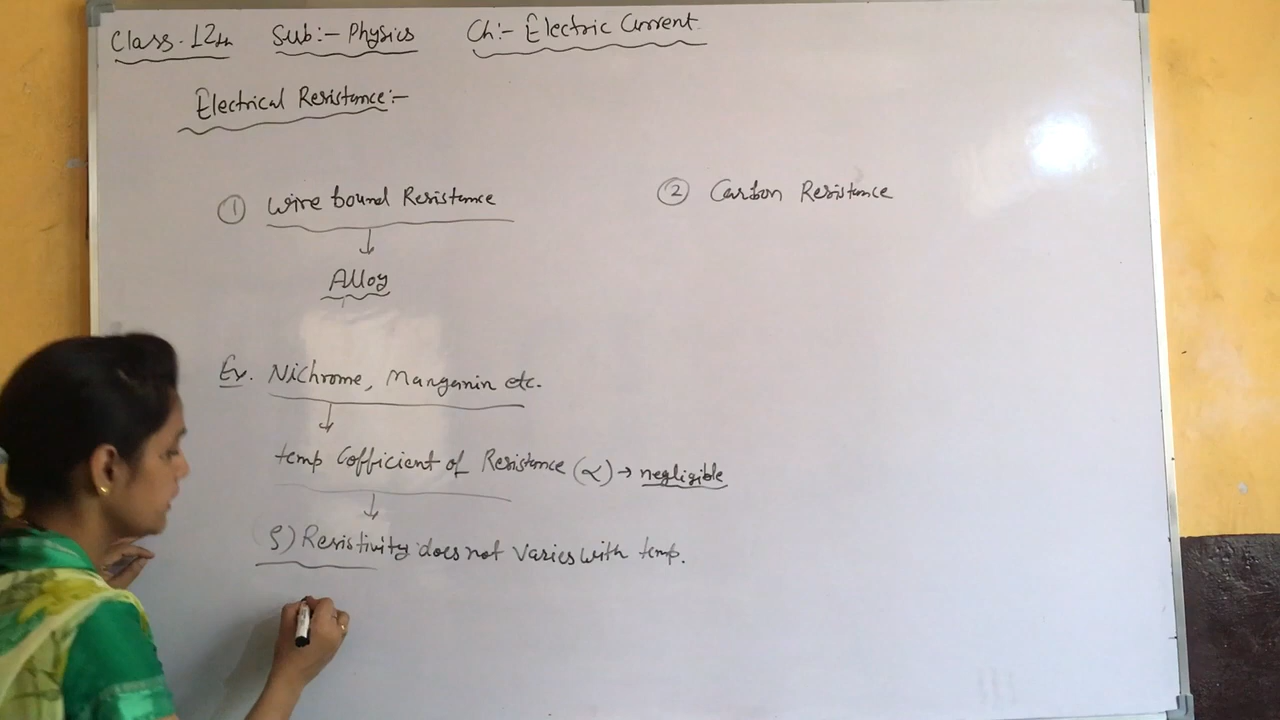 Class. 12th Sub:- Physics Ch:- Electric Current
Electrical Resistance:-
① Wire bound Resistance ② Carbon Resistance
Alloy
Ex. Nichrome, Manganin etc.
temp Cofficient of Resistance (α) → negligible
ρ) Resistivity does not Varies with temp.